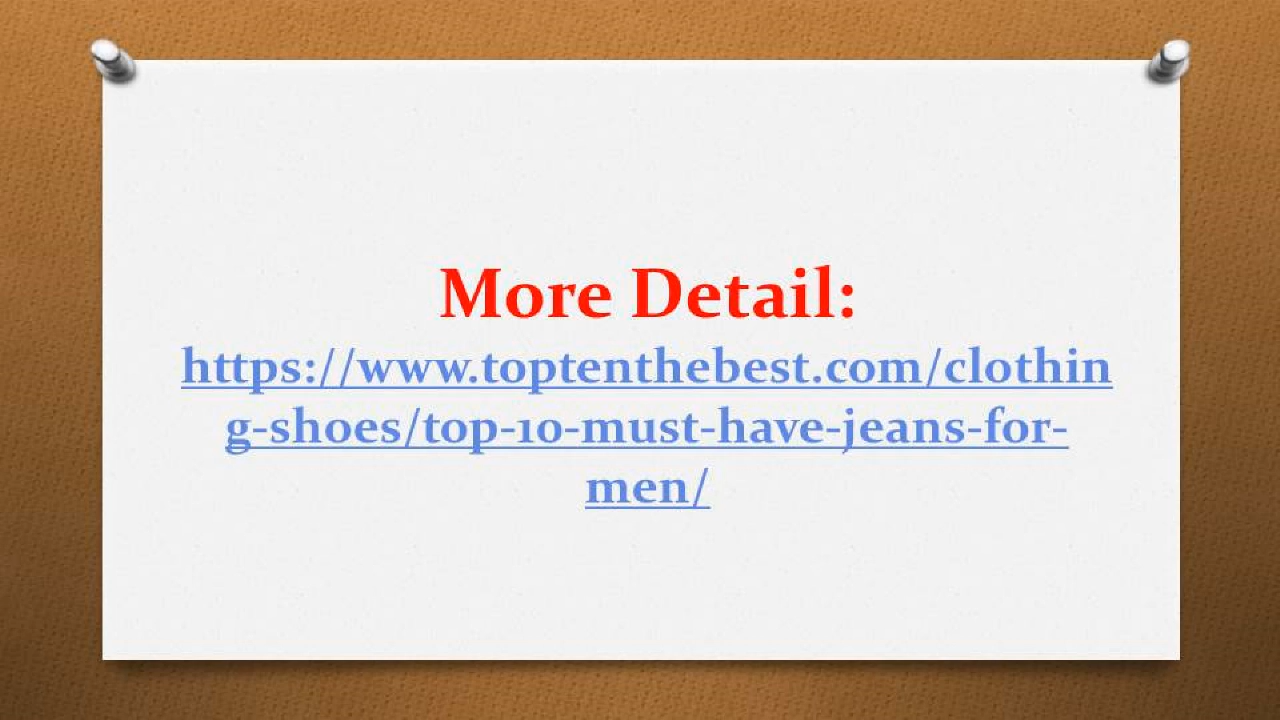 More Detail:
https://www.toptenthebest.com/clothin
g-shoes/top-10-must-have-jeans-for-
men/